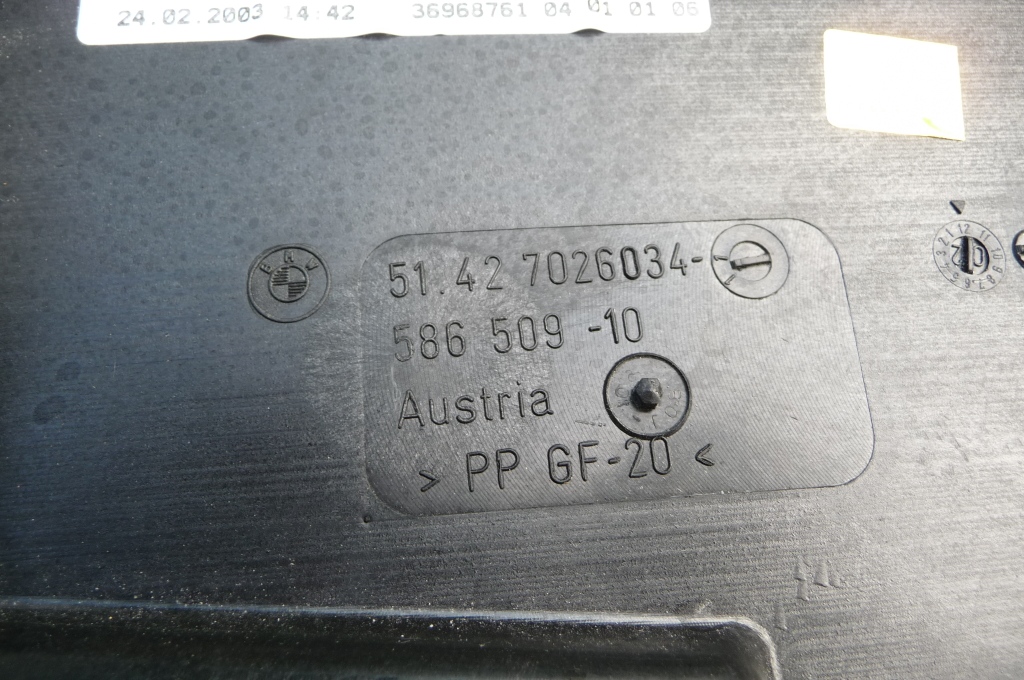 24.02.2003 14:42 36968761 04 01 01 06
BMW
51.42 7026034-
586 509 -10
Austria
> PP GF-20 <